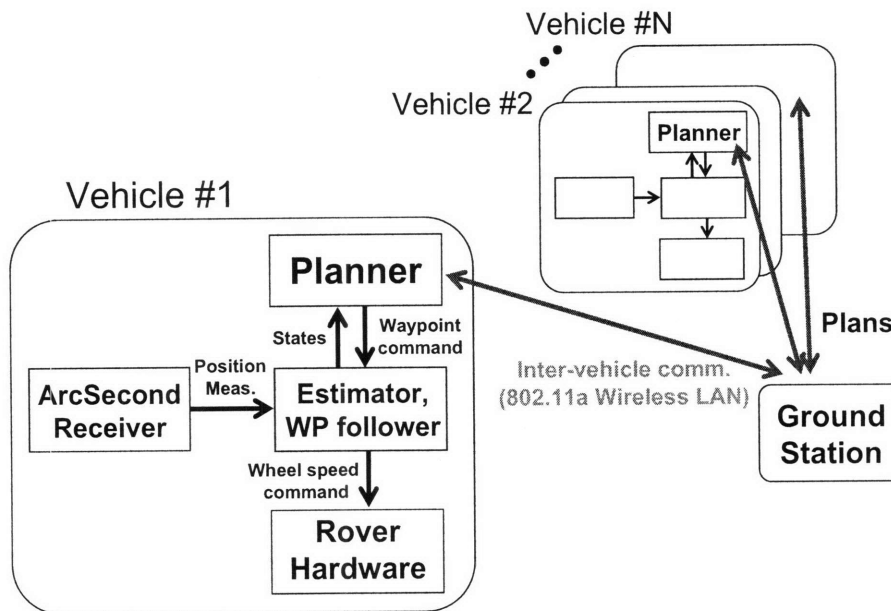 Vehicle #N
Vehicle #2
Planner
Vehicle #1
Planner
States
Waypoint
command
Position
Meas.
ArcSecond
Receiver
Estimator,
WP follower
Wheel speed
command
Rover
Hardware
Inter-vehicle comm.
(802.11a Wireless LAN)
Plans
Ground
Station